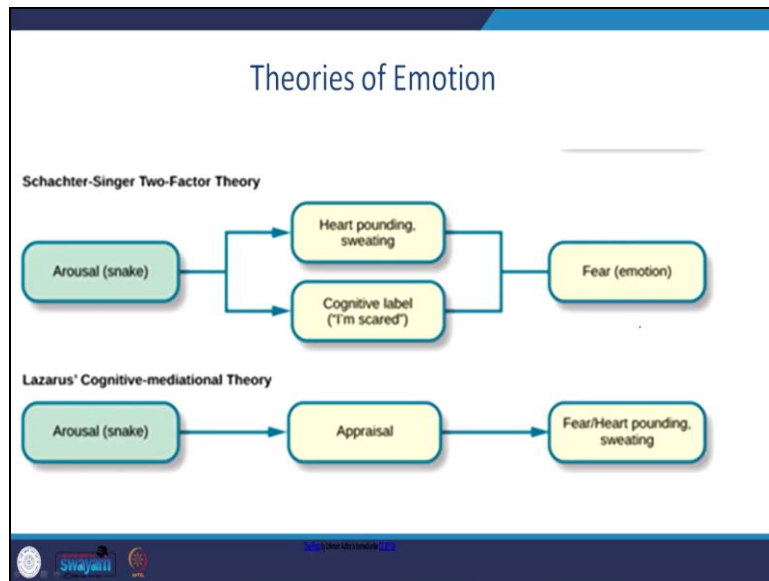 Theories of Emotion
Schachter-Singer Two-Factor Theory
Heart pounding,
sweating
Arousal (snake)
Fear (emotion)
Cognitive label
("I'm scared")
Lazarus' Cognitive-mediational Theory
Arousal (snake)
Appraisal
Fear/Heart pounding,
sweating
swayam